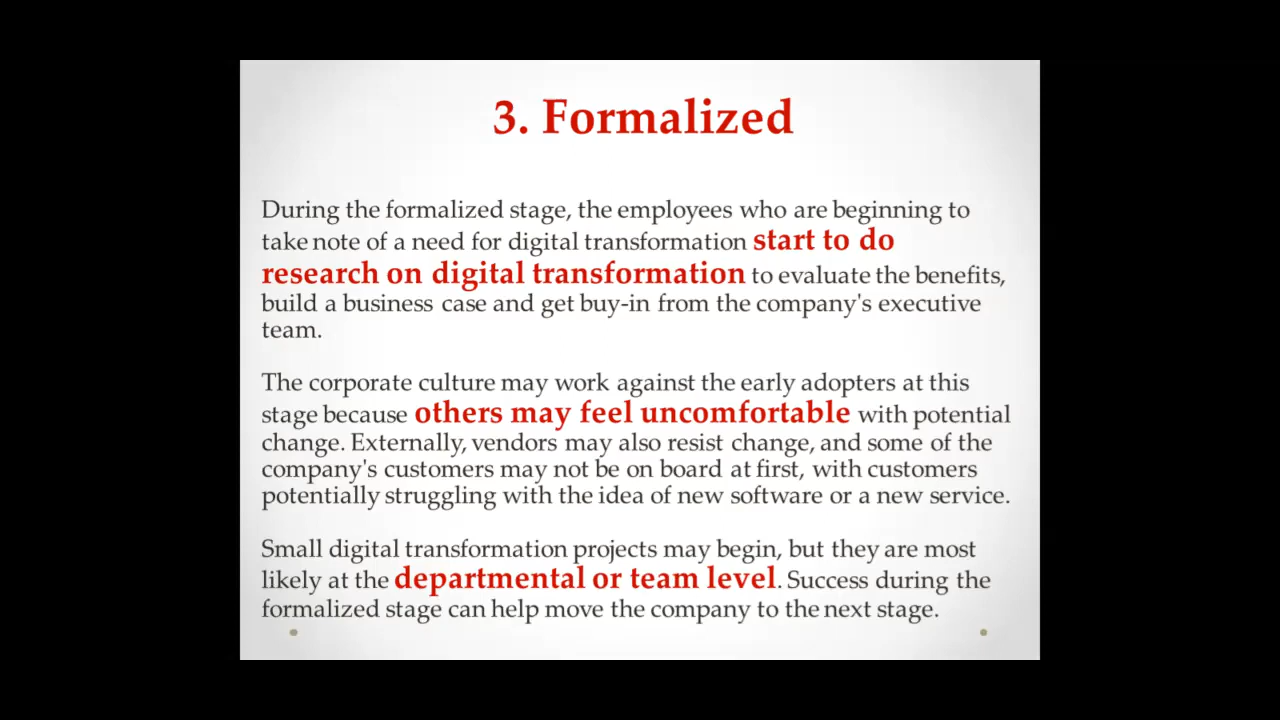 3. Formalized
During the formalized stage, the employees who are beginning to
take note of a need for digital transformation start to do
research on digital transformation to evaluate the benefits,
build a business case and get buy-in from the company's executive
team.
The corporate culture may work against the early adopters at this
stage because others may feel uncomfortable with potential
change. Externally, vendors may also resist change, and some of the
company's customers may not be on board at first, with customers
potentially struggling with the idea of new software or a new service.
Small digital transformation projects may begin, but they are most
likely at the departmental or team level. Success during the
formalized stage can help move the company to the next stage.